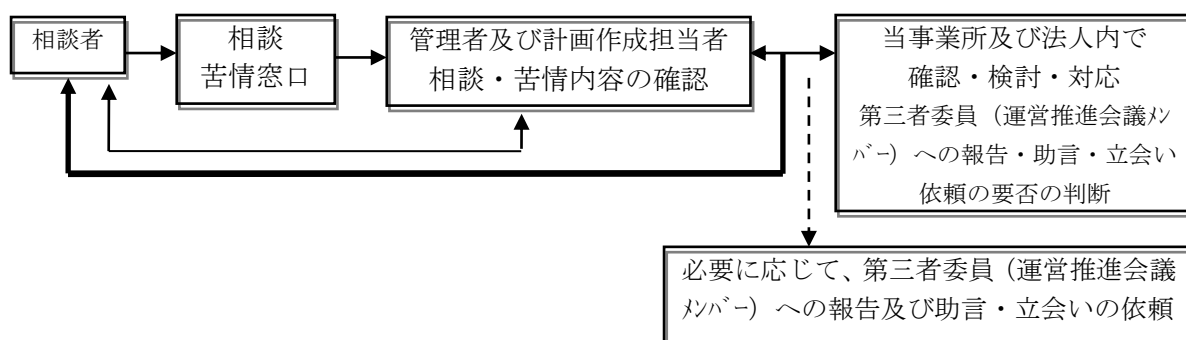 相談者
相談
苦情窓口
管理者及び計画作成担当者
相談・苦情内容の確認
当事業所及び法人内で
確認・検討・対応
第三者委員（運営推進会議ﾒﾝ
ﾊﾞｰ）への報告・助言・立会い
依頼の要否の判断
必要に応じて、第三者委員（運営推進会議
ﾒﾝﾊﾞｰ）への報告及び助言・立会いの依頼